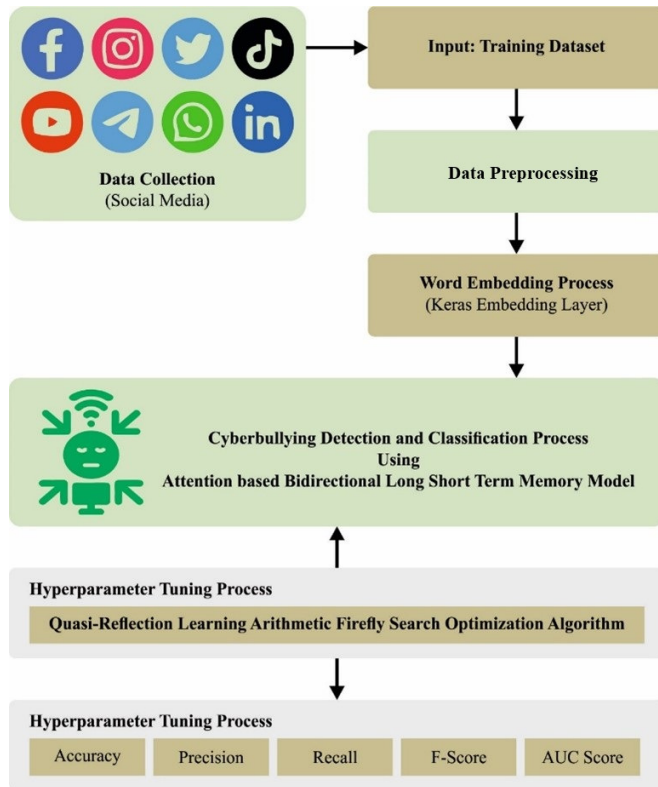 Data Collection
(Social Media)
Input: Training Dataset
Data Preprocessing
Word Embedding Process
(Keras Embedding Layer)
Cyberbullying Detection and Classification Process
Using
Attention based Bidirectional Long Short Term Memory Model
Hyperparameter Tuning Process
Quasi-Reflection Learning Arithmetic Firefly Search Optimization Algorithm
Hyperparameter Tuning Process
Accuracy
Precision
Recall
F-Score
AUC Score